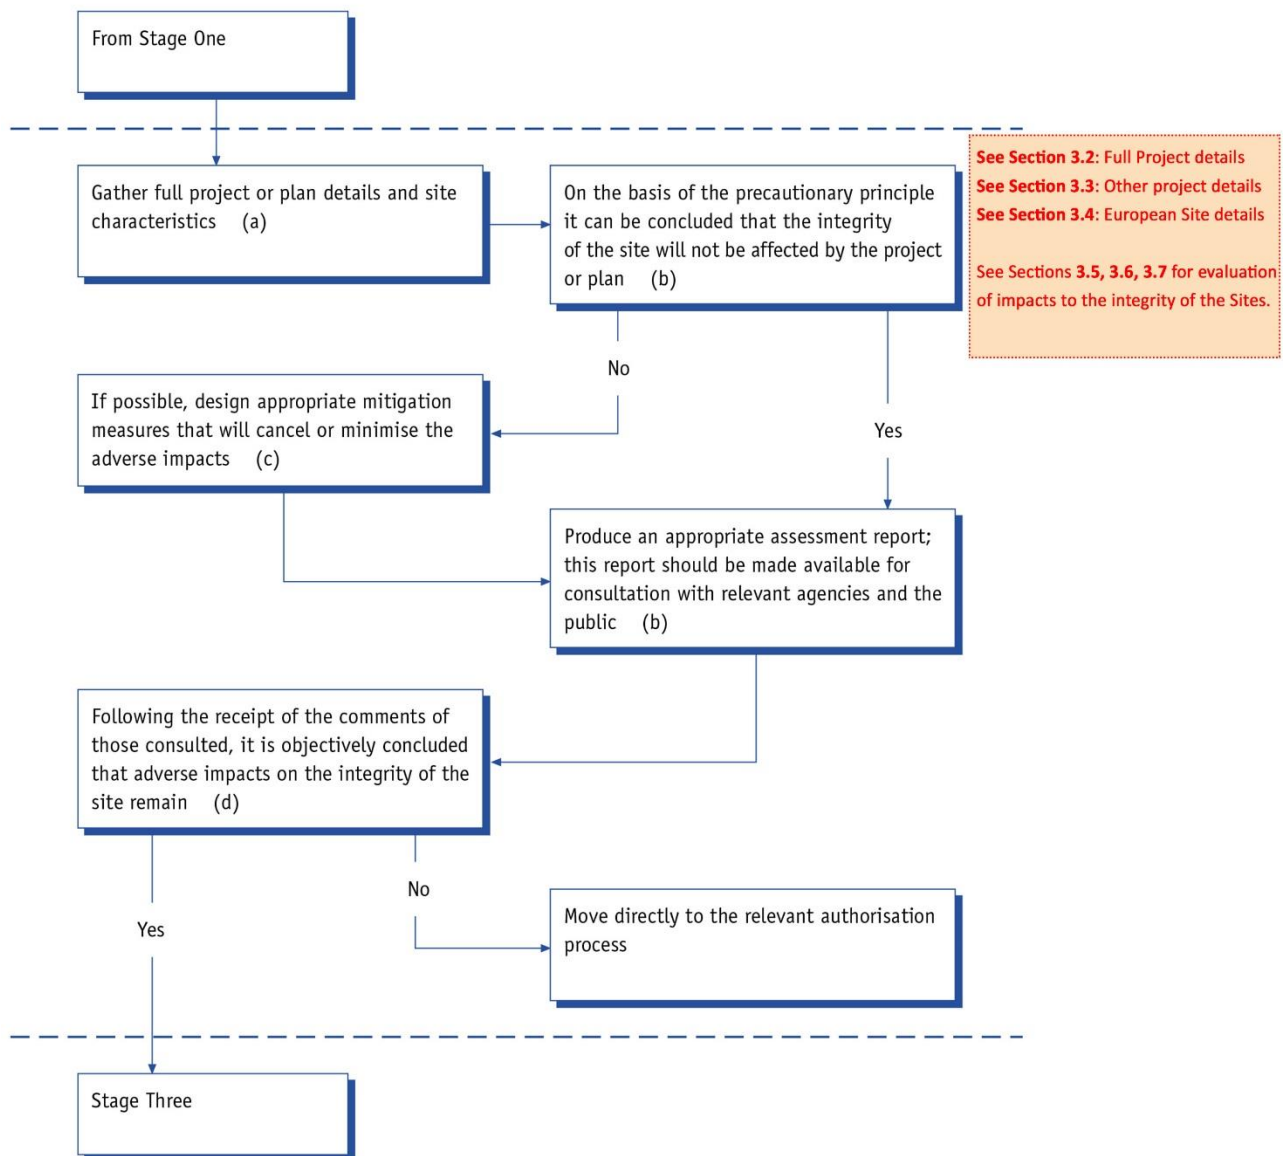 From Stage One
Gather full project or plan details and site
characteristics (a)
On the basis of the precautionary principle
it can be concluded that the integrity
of the site will not be affected by the project
or plan (b)
See Section 3.2: Full Project details
See Section 3.3: Other project details
See Section 3.4: European Site details
See Sections 3.5, 3.6, 3.7 for evaluation
of impacts to the integrity of the Sites.
No
If possible, design appropriate mitigation
measures that will cancel or minimise the
adverse impacts (c)
Yes
Produce an appropriate assessment report;
this report should be made available for
consultation with relevant agencies and the
public (b)
Following the receipt of the comments of
those consulted, it is objectively concluded
that adverse impacts on the integrity of the
site remain (d)
No
Yes
Move directly to the relevant authorisation
process
Stage Three